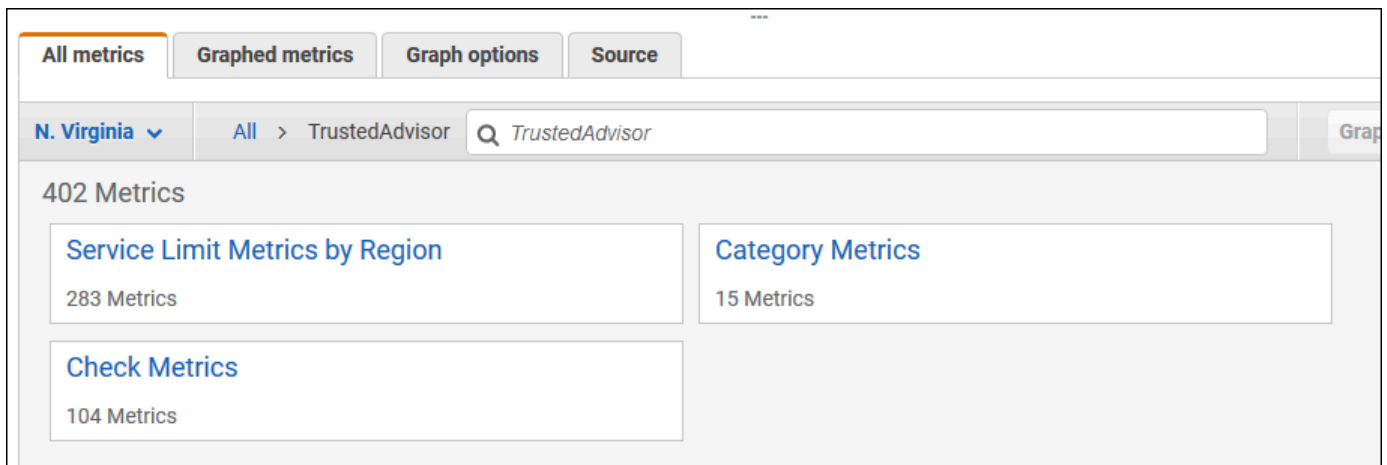 All metrics Graphed metrics Graph options Source
N. Virginia All > TrustedAdvisor TrustedAdvisor Grap
402 Metrics
Service Limit Metrics by Region
283 Metrics
Category Metrics
15 Metrics
Check Metrics
104 Metrics